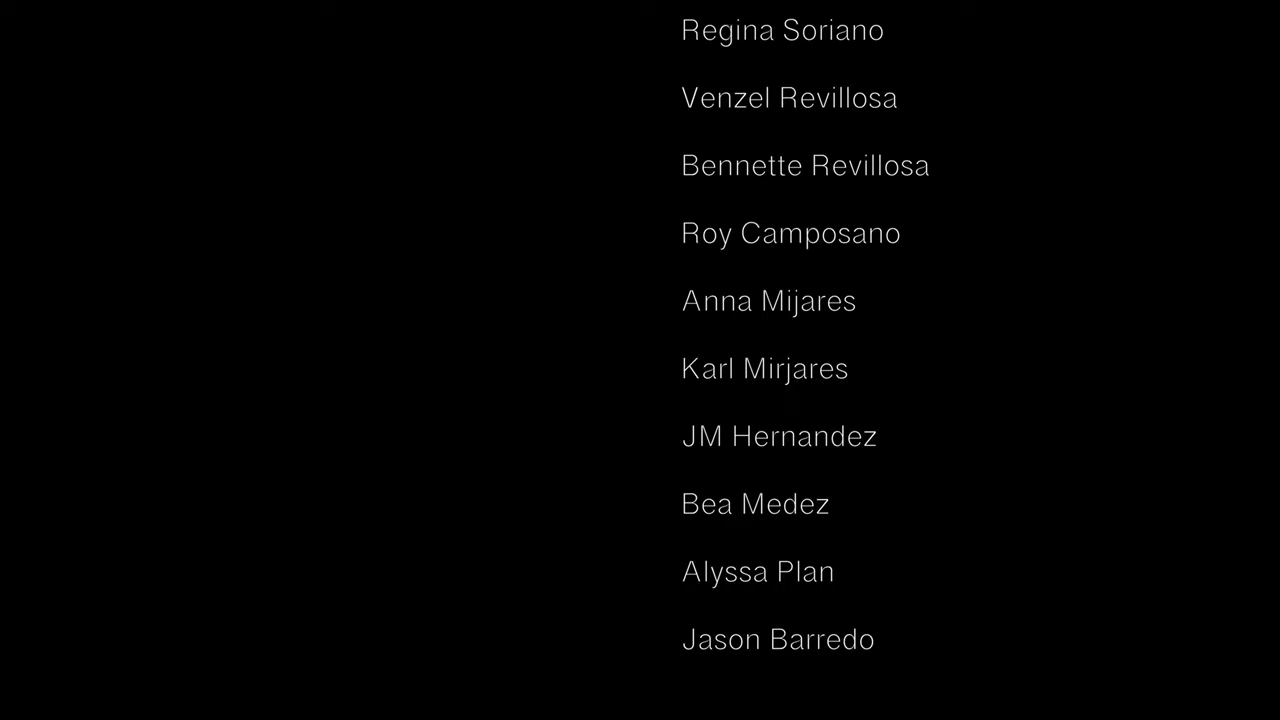 Regina Soriano
Venzel Revillosa
Bennette Revillosa
Roy Camposano
Anna Mijares
Karl Mirjares
JM Hernandez
Bea Medez
Alyssa Plan
Jason Barredo